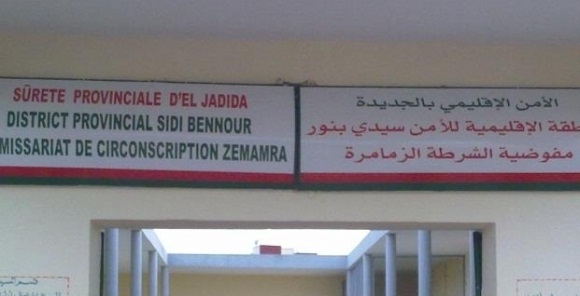 SÛRETE PROVINCIALE D'EL JADIDA
DISTRICT PROVINCIAL SIDI BENNOUR
MISSARIAT DE CIRCONSCRIPTION ZEMAMRA
الأمن الإقليمي بالجديدة
طقة الإقليمية للأمن سيدي بنور
مفوضية الشرطة الزمامرة